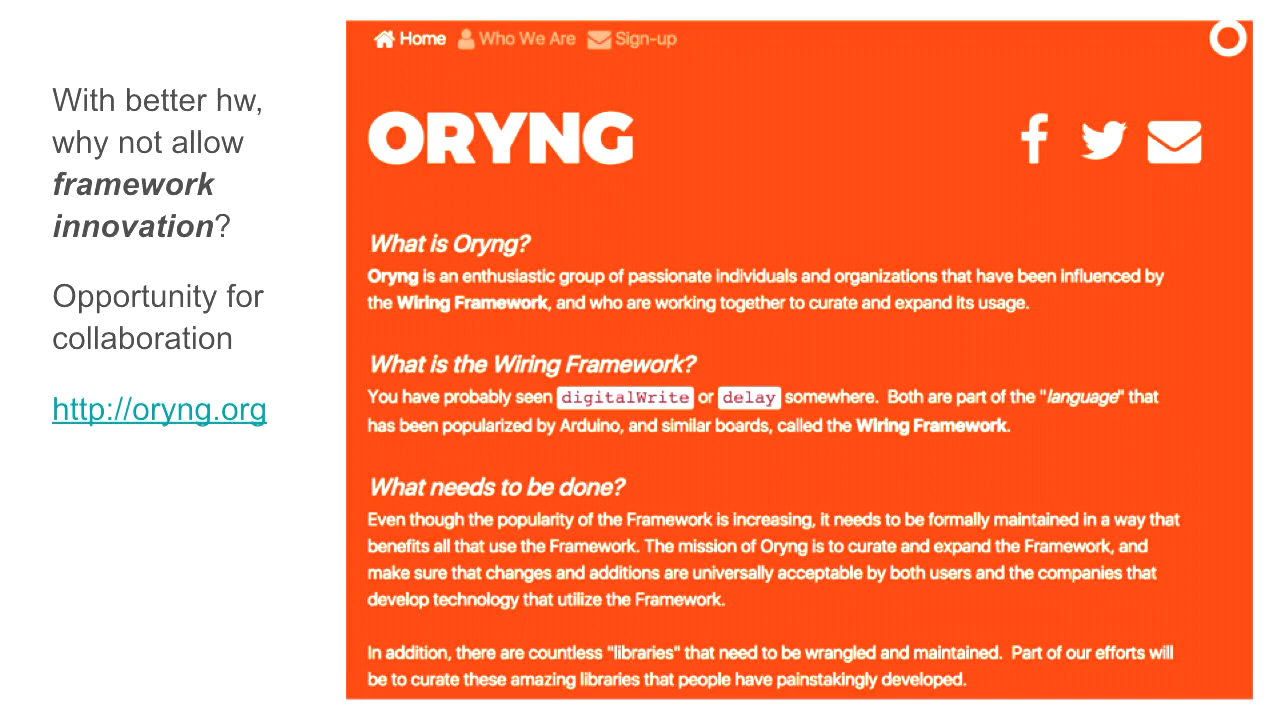 With better hw,
why not allow
framework
innovation?
Opportunity for
collaboration
http://oryng.org
Home Who We Are Sign-up
ORYNG
What is Oryng?
Oryng is an enthusiastic group of passionate individuals and organizations that have been influenced by
the Wiring Framework, and who are working together to curate and expand its usage.
What is the Wiring Framework?
You have probably seen digitalWrite or delay somewhere. Both are part of the "language" that
has been popularized by Arduino, and similar boards, called the Wiring Framework.
What needs to be done?
Even though the popularity of the Framework is increasing, it needs to be formally maintained in a way that
benefits all that use the Framework. The mission of Oryng is to curate and expand the Framework, and
make sure that changes and additions are universally acceptable by both users and the companies that
develop technology that utilize the Framework.
In addition, there are countless "libraries" that need to be wrangled and maintained. Part of our efforts will
be to curate these amazing libraries that people have painstakingly developed.